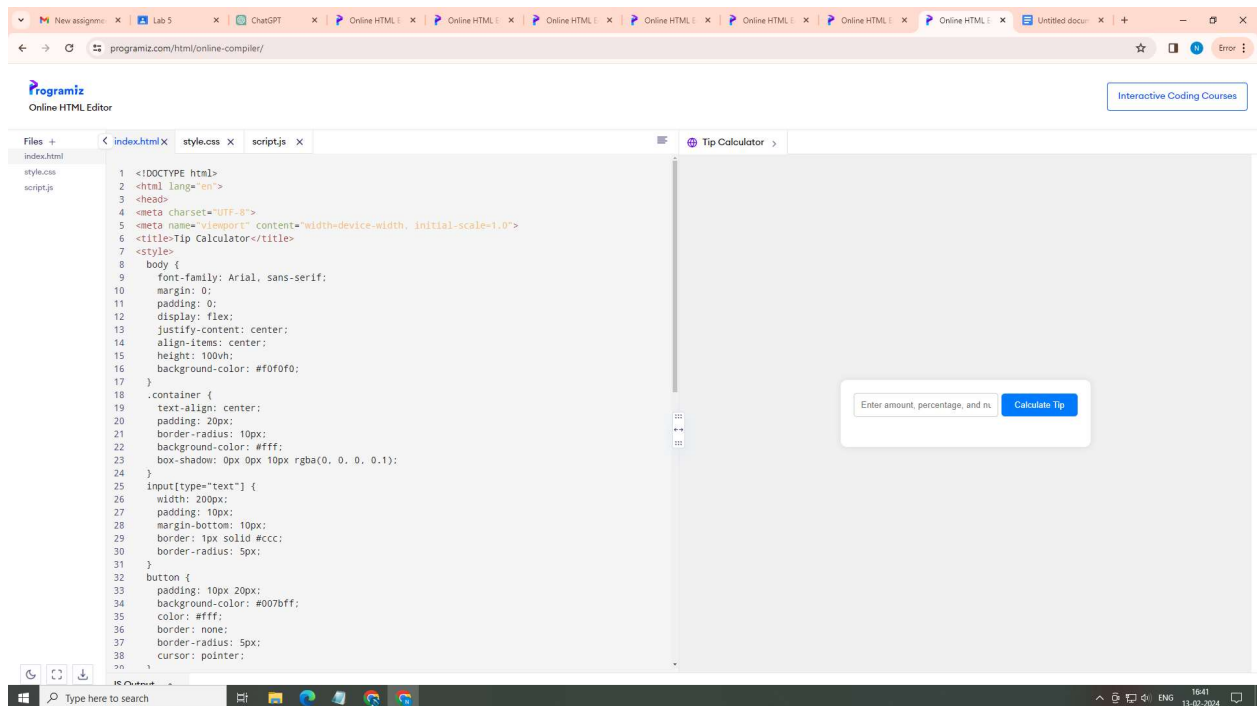 New assignme
Lab 5
ChatGPT
Online HTML E
Online HTML E
Online HTML E
Online HTML E
Online HTML E
Online HTML E
Online HTML E
Untitled docum
programiz.com/html/online-compiler/
N
Error
Programiz
Online HTML Editor
Interactive Coding Courses
Files +
index.html
style.css
script.js
index.html
style.css
script.js
Tip Calculator
1 <!DOCTYPE html>
2 <html lang="en">
3 <head>
4 <meta charset="UTF-8">
5 <meta name="viewport" content="width=device-width, initial-scale=1.0">
6 <title>Tip Calculator</title>
7 <style>
8 body {
9 font-family: Arial, sans-serif;
10 margin: 0;
11 padding: 0;
12 display: flex;
13 justify-content: center;
14 align-items: center;
15 height: 100vh;
16 background-color: #f0f0f0;
17 }
18 .container {
19 text-align: center;
20 padding: 20px;
21 border-radius: 10px;
22 background-color: #fff;
23 box-shadow: 0px 0px 10px rgba(0, 0, 0, 0.1);
24 }
25 input[type="text"] {
26 width: 200px;
27 padding: 10px;
28 margin-bottom: 10px;
29 border: 1px solid #ccc;
30 border-radius: 5px;
31 }
32 button {
33 padding: 10px 20px;
34 background-color: #007bff;
35 color: #fff;
36 border: none;
37 border-radius: 5px;
38 cursor: pointer;
39 }
Enter amount, percentage, and nu
Calculate Tip
JS Output
Type here to search
ENG
16:41
13-02-2024